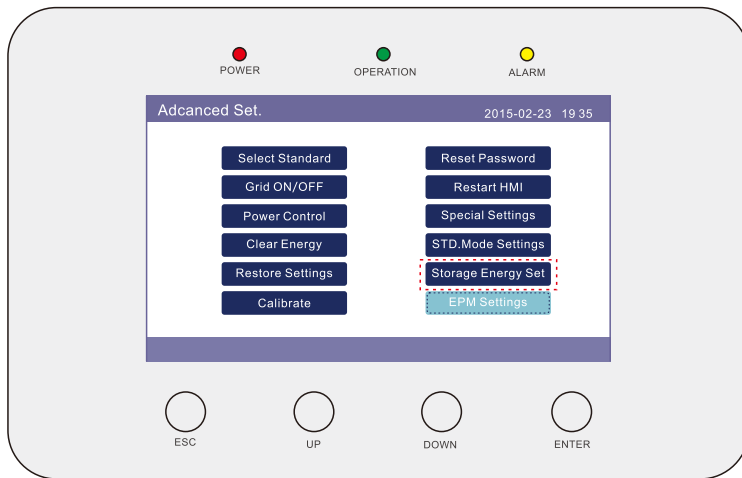 POWER OPERATION ALARM
Adcanced Set. 2015-02-23 19 35
Select Standard Reset Password
Grid ON/OFF Restart HMI
Power Control Special Settings
Clear Energy STD.Mode Settings
Restore Settings Storage Energy Set
Calibrate EPM Settings
ESC UP DOWN ENTER